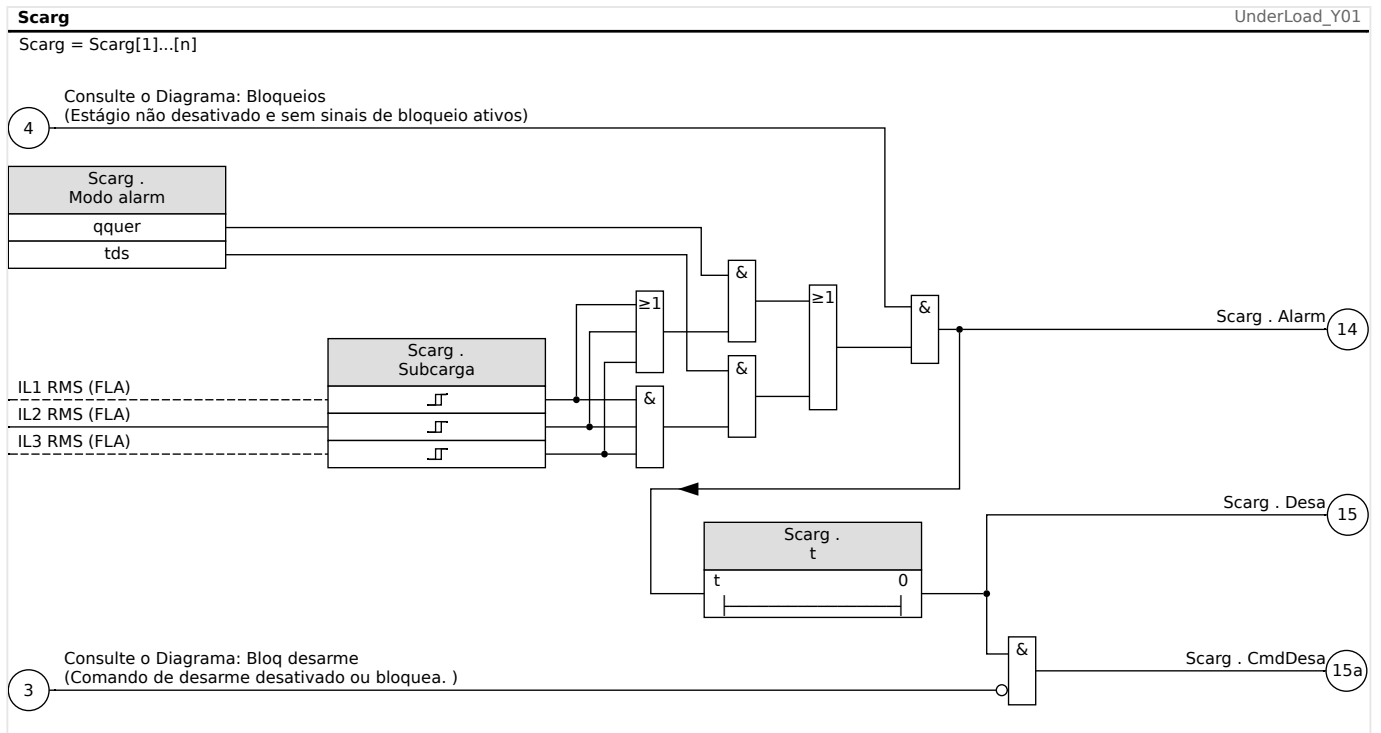 Scarg
UnderLoad_Y01
Scarg = Scarg[1]...[n]
Consulte o Diagrama: Bloqueios
(Estágio não desativado e sem sinais de bloqueio ativos)
4
Scarg .
Modo alarm
qquer
tds
&
≥1
≥1
&
Scarg . Alarm
14
Scarg .
Subcarga
&
IL1 RMS (FLA)
&
IL2 RMS (FLA)
IL3 RMS (FLA)
Scarg . Desa
15
Scarg .
t
t
0
&
Consulte o Diagrama: Bloq desarme
(Comando de desarme desativado ou bloquea. )
3
Scarg . CmdDesa
15a